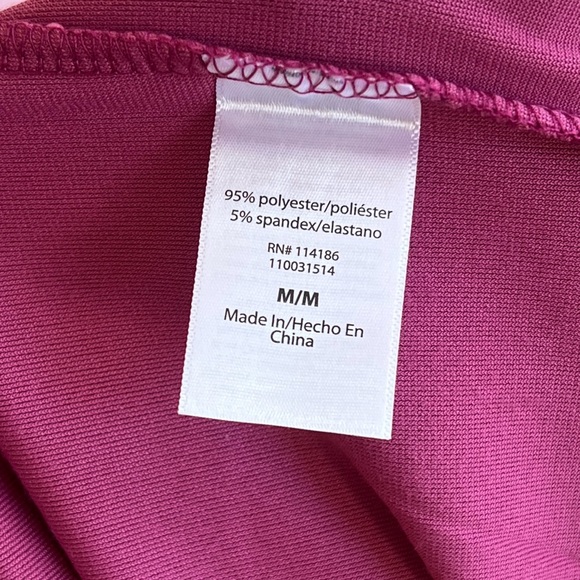 95% polyester/poliéster
5% spandex/elastano
RN# 114186
110031514
M/M
Made In/Hecho En
China